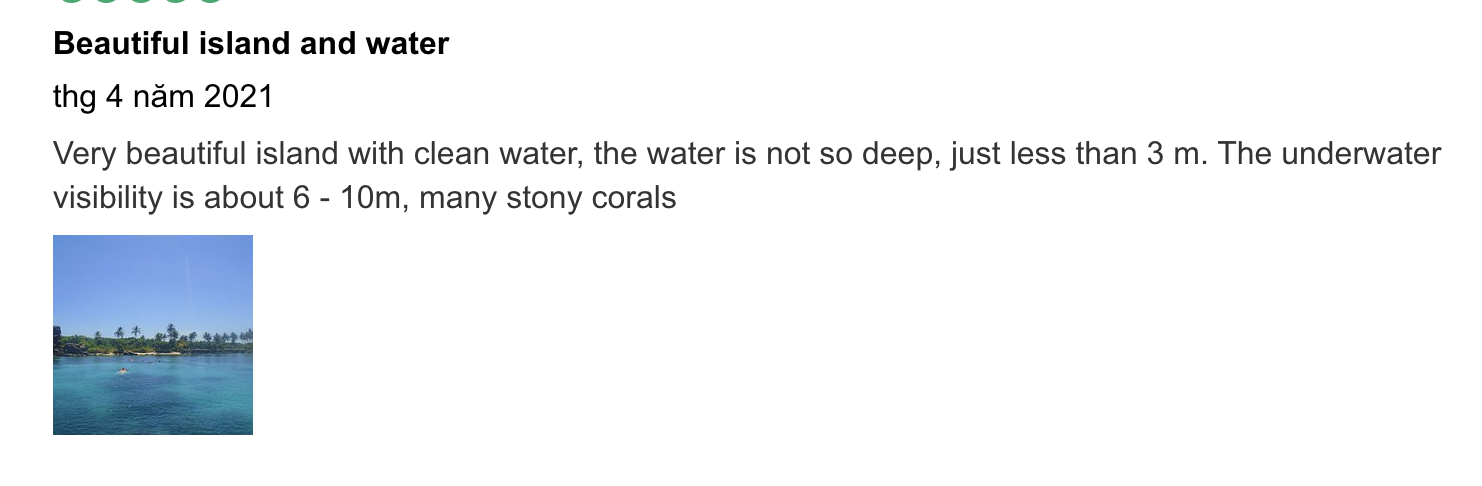 Beautiful island and water
thg 4 năm 2021
Very beautiful island with clean water, the water is not so deep, just less than 3 m. The underwater
visibility is about 6 - 10m, many stony corals